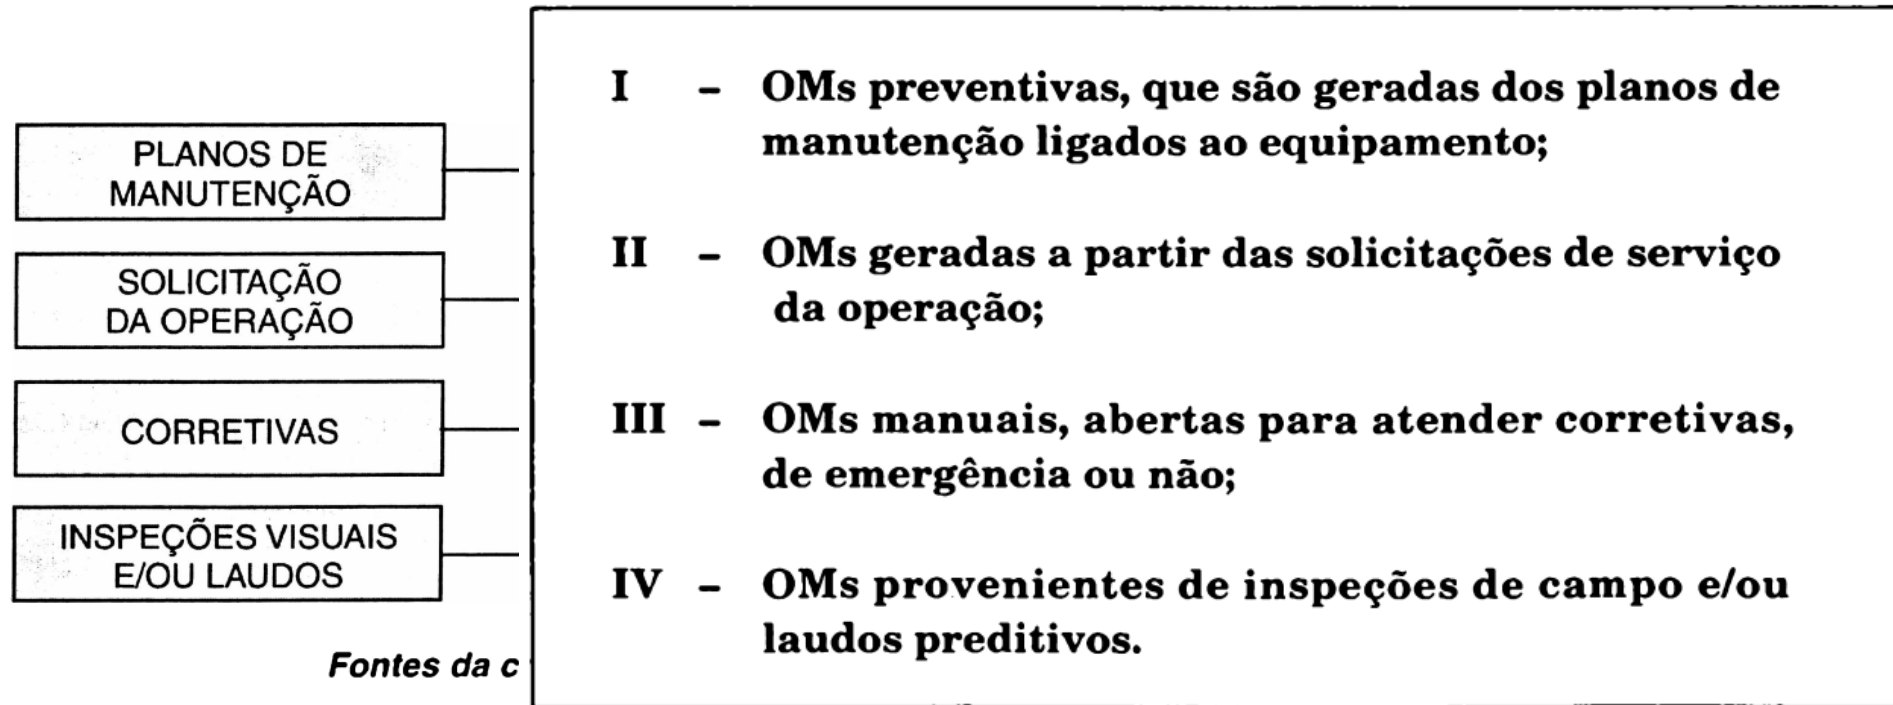 PLANOS DE
MANUTENÇÃO
SOLICITAÇÃO
DA OPERAÇÃO
CORRETIVAS
INSPEÇÕES VISUAIS
E/OU LAUDOS
Fontes da c
I – OMs preventivas, que são geradas dos planos de
manutenção ligados ao equipamento;
II – OMs geradas a partir das solicitações de serviço
da operação;
III – OMs manuais, abertas para atender corretivas,
de emergência ou não;
IV – OMs provenientes de inspeções de campo e/ou
laudos preditivos.